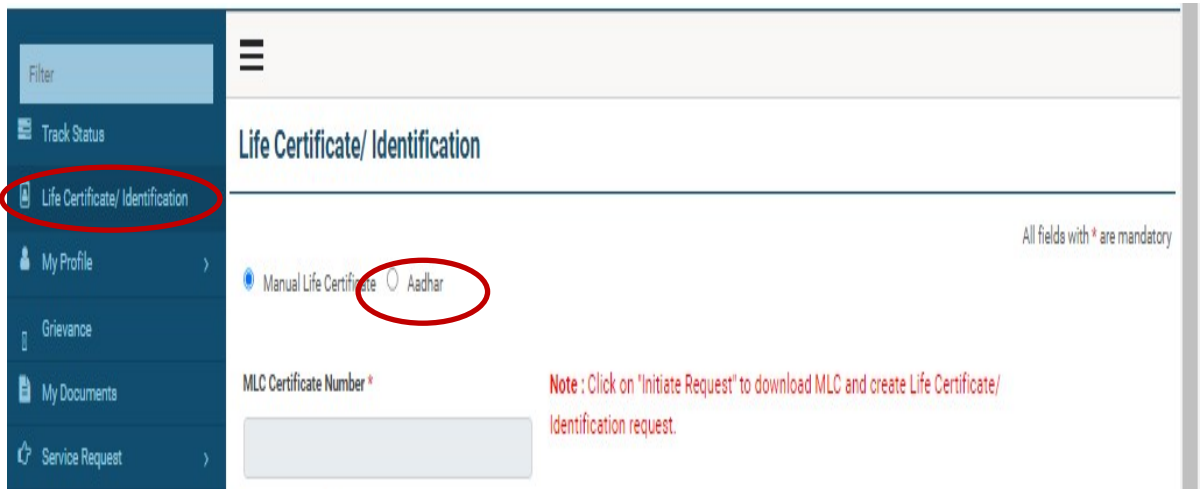 Filter
Track Status
Life Certificate/ Identification
My Profile
Grievance
My Documents
Service Request
Life Certificate/ Identification
All fields with * are mandatory
Manual Life Certificate Aadhar
MLC Certificate Number *
Note : Click on "Initiate Request" to download MLC and create Life Certificate/
Identification request.